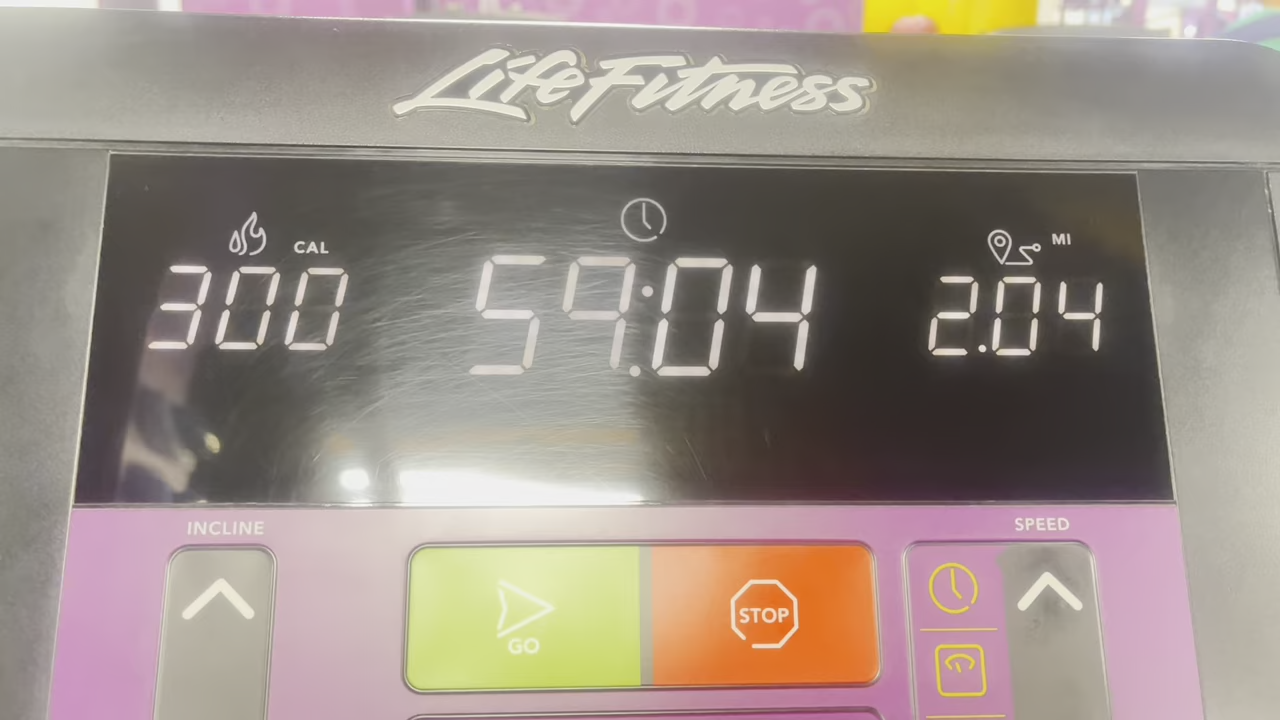 LifeFitness
CAL
MI
300
59:04
2.04
INCLINE
SPEED
GO
STOP